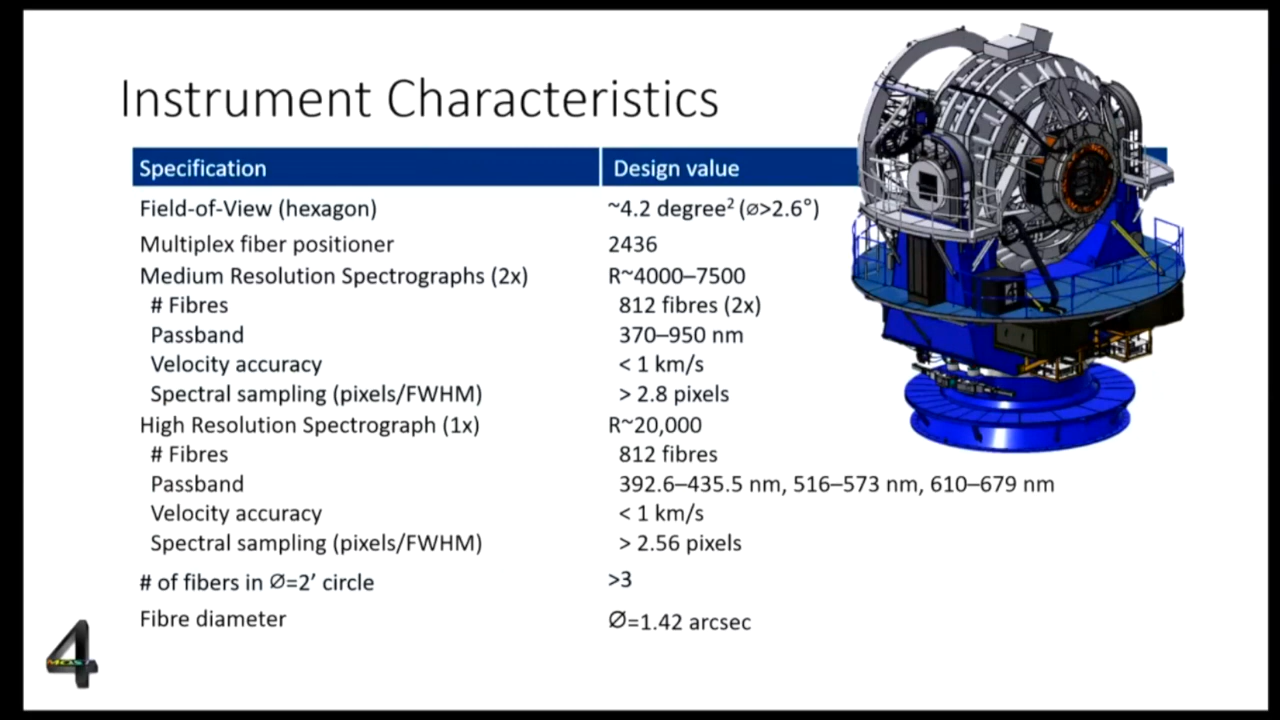 Instrument Characteristics
Specification Design value
Field-of-View (hexagon) ~4.2 degree² (⌀>2.6°)
Multiplex fiber positioner 2436
Medium Resolution Spectrographs (2x) R~4000–7500
# Fibres 812 fibres (2x)
Passband 370–950 nm
Velocity accuracy < 1 km/s
Spectral sampling (pixels/FWHM) > 2.8 pixels
High Resolution Spectrograph (1x) R~20,000
# Fibres 812 fibres
Passband 392.6–435.5 nm, 516–573 nm, 610–679 nm
Velocity accuracy < 1 km/s
Spectral sampling (pixels/FWHM) > 2.56 pixels
# of fibers in Ø=2’ circle >3
Fibre diameter Ø=1.42 arcsec
4
MOST